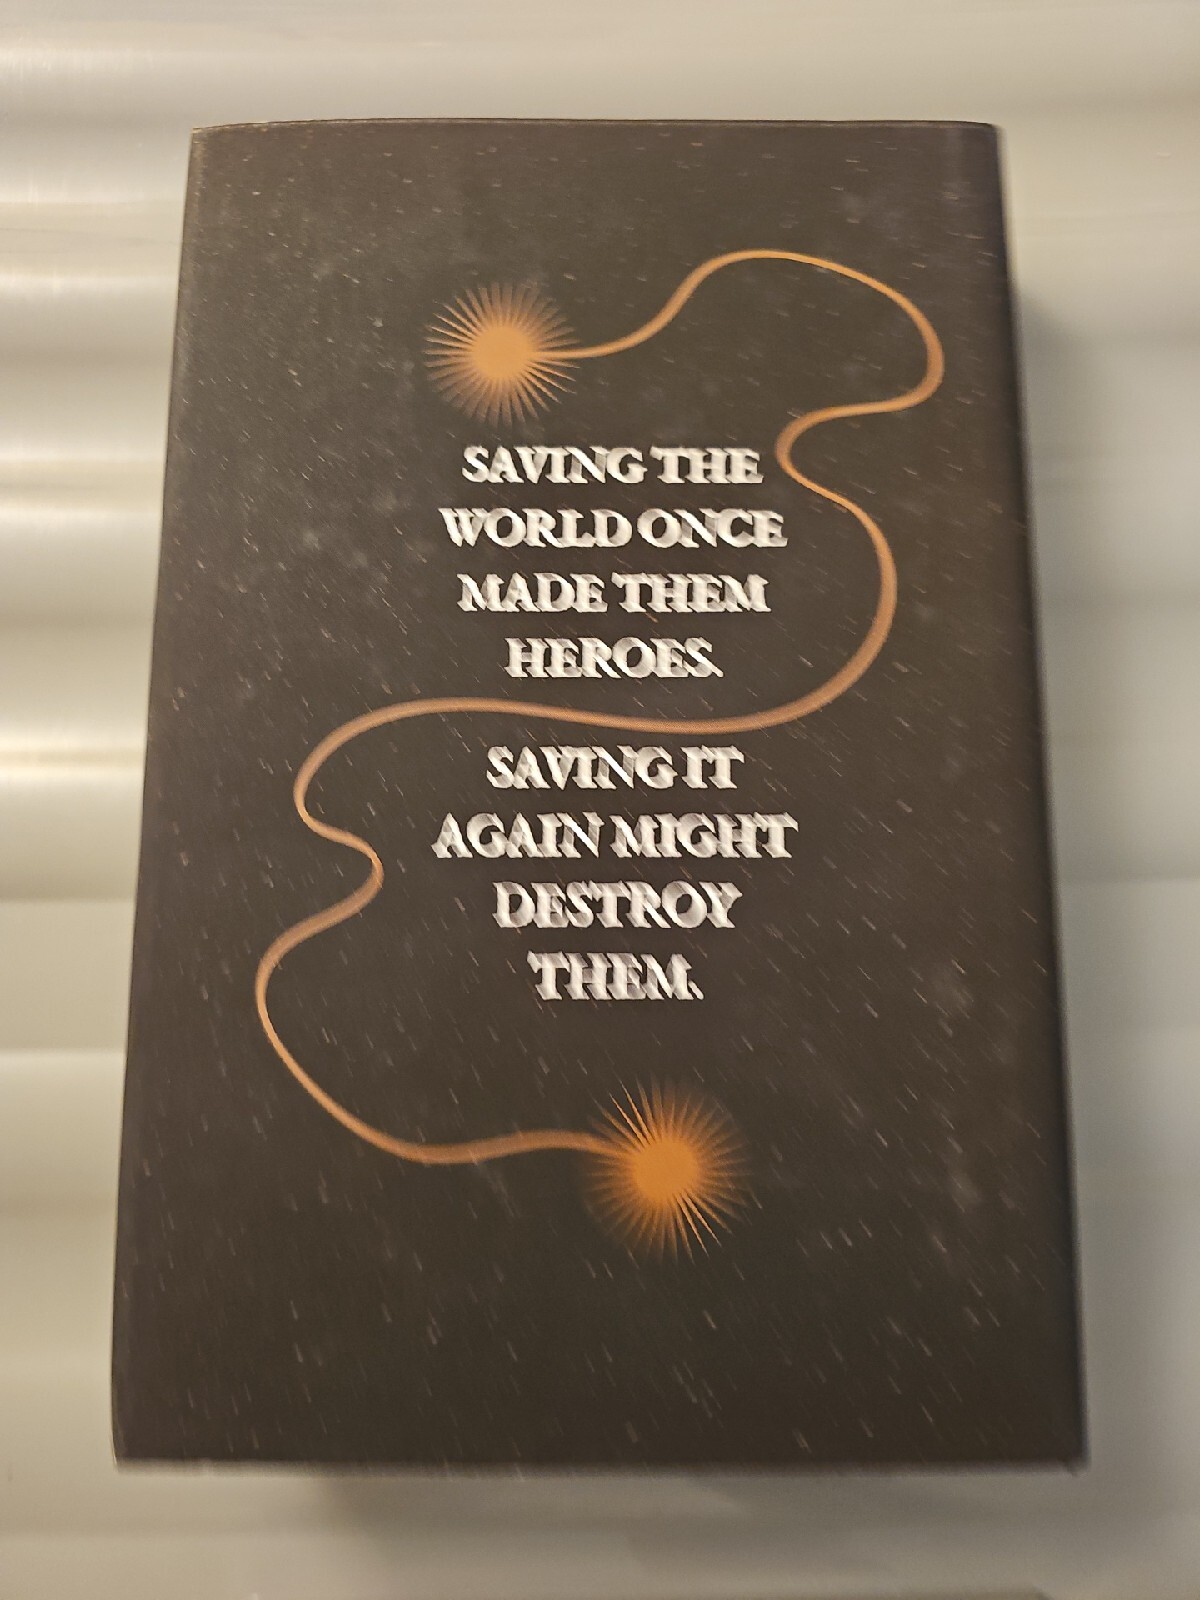 SAVING THE
WORLD ONCE
MADE THEM
HEROES.
SAVING IT
AGAIN MIGHT
DESTROY
THEM.